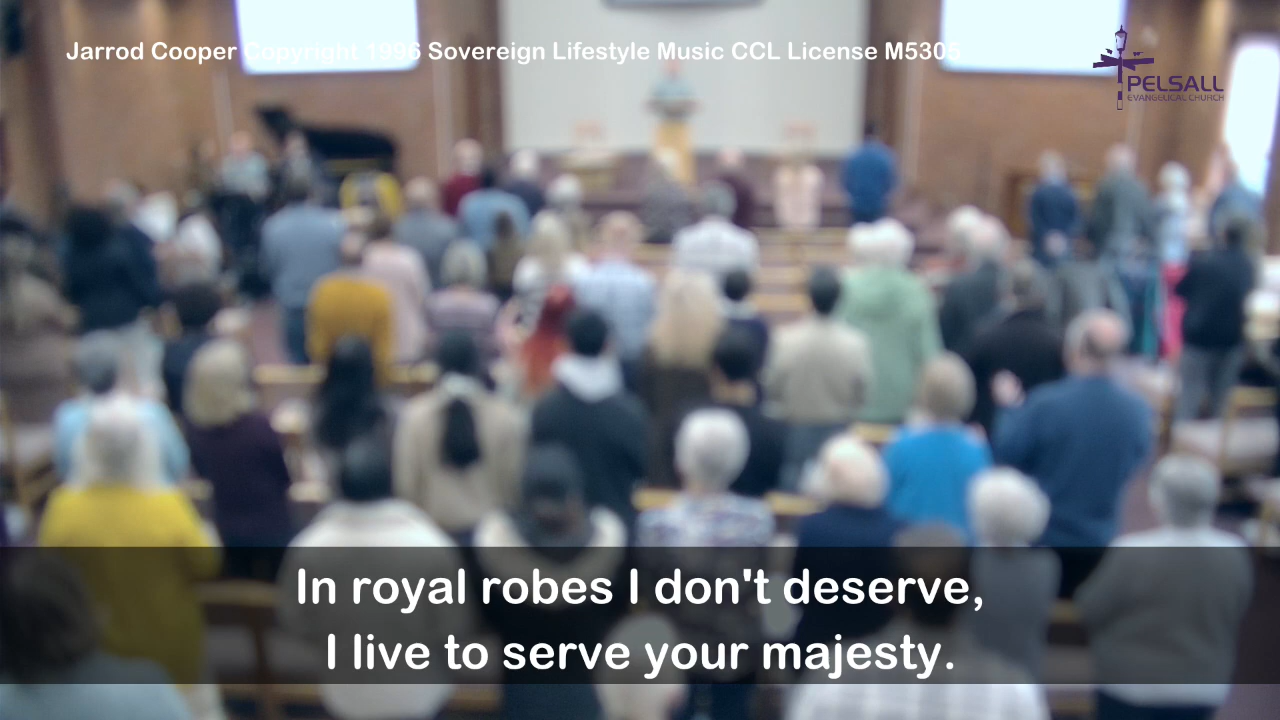 Jarrod Cooper Copyright 1996 Sovereign Lifestyle Music CCL License M5305
PELSALL
EVANGELICAL CHURCH
In royal robes I don't deserve,
I live to serve your majesty.